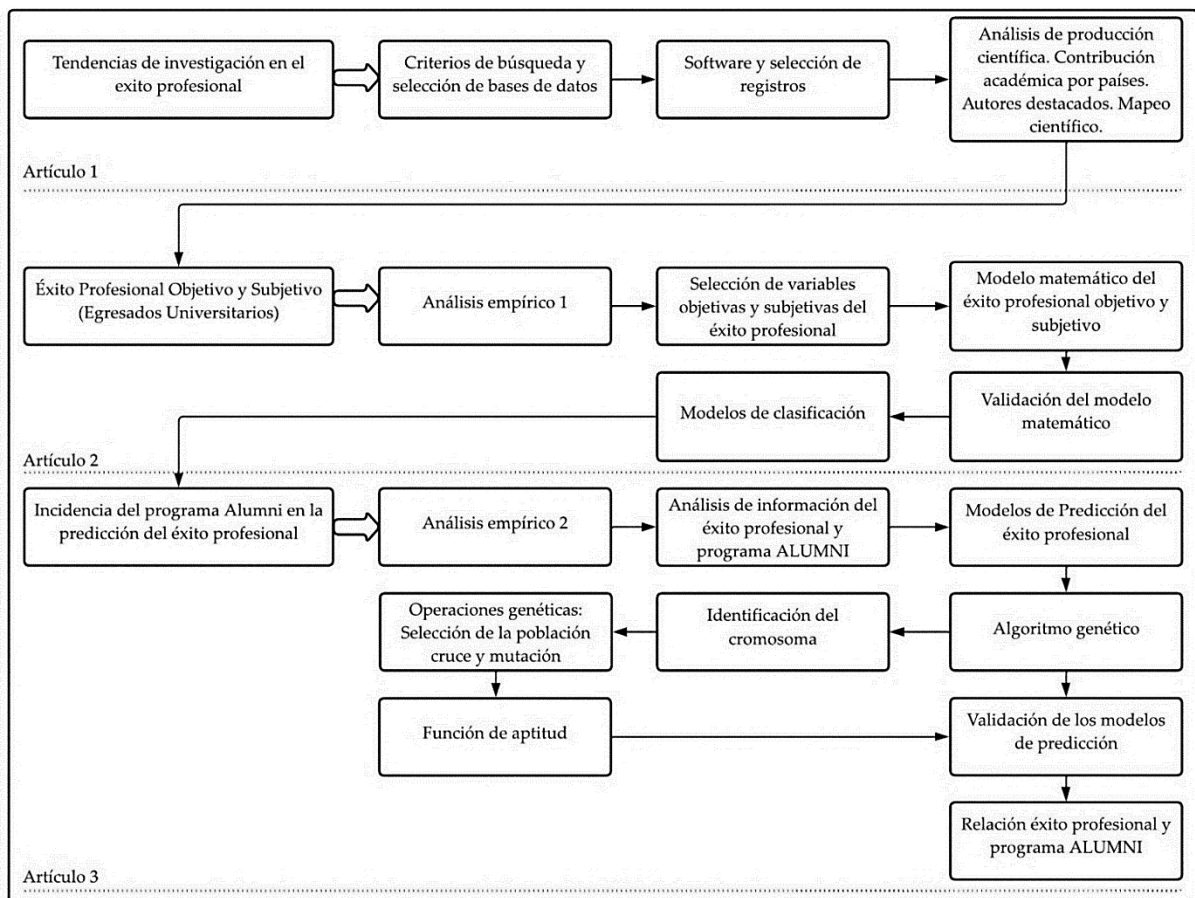 Tendencias de investigación en el
exito profesional
Criterios de búsqueda y
selección de bases de datos
Software y selección de
registros
Análisis de producción
científica. Contribución
académica por países.
Autores destacados. Mapeo
científico.
Artículo 1
Éxito Profesional Objetivo y Subjetivo
(Egresados Universitarios)
Análisis empírico 1
Selección de variables
objetivas y subjetivas del
éxito profesional
Modelo matemático del
éxito profesional objetivo y
subjetivo
Modelos de clasificación
Validación del modelo
matemático
Artículo 2
Incidencia del programa Alumni en la
predicción del éxito profesional
Análisis empírico 2
Análisis de información del
éxito profesional y
programa ALUMNI
Modelos de Predicción del
éxito profesional
Operaciones genéticas:
Selección de la población
cruce y mutación
Identificación del
cromosoma
Algoritmo genético
Función de aptitud
Validación de los modelos
de predicción
Relación éxito profesional y
programa ALUMNI
Artículo 3